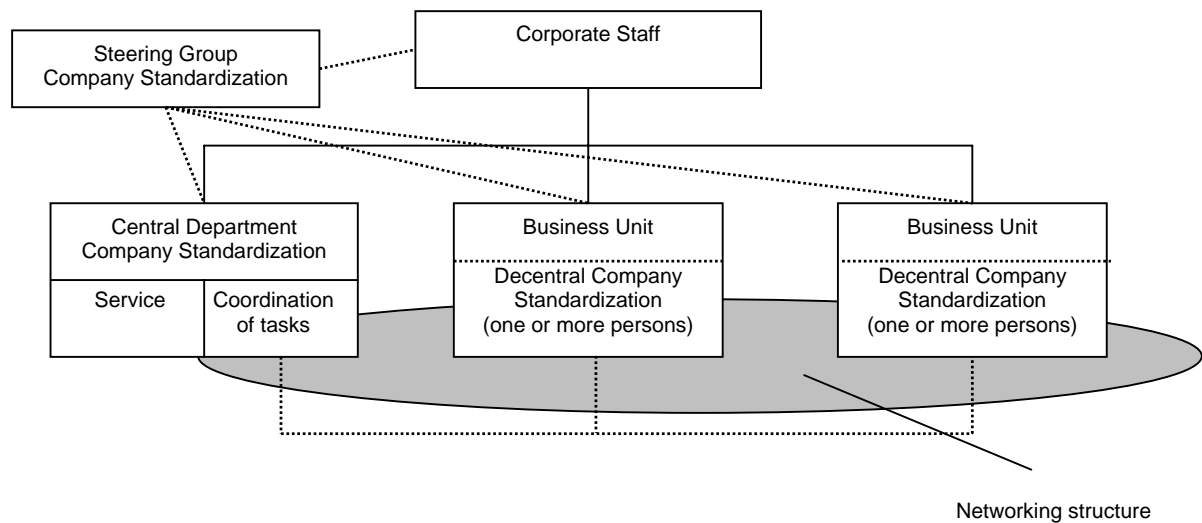 Corporate Staff
Steering Group
Company Standardization
Central Department
Company Standardization
Service
Coordination
of tasks
Business Unit
Decentral Company
Standardization
(one or more persons)
Business Unit
Decentral Company
Standardization
(one or more persons)
Networking structure